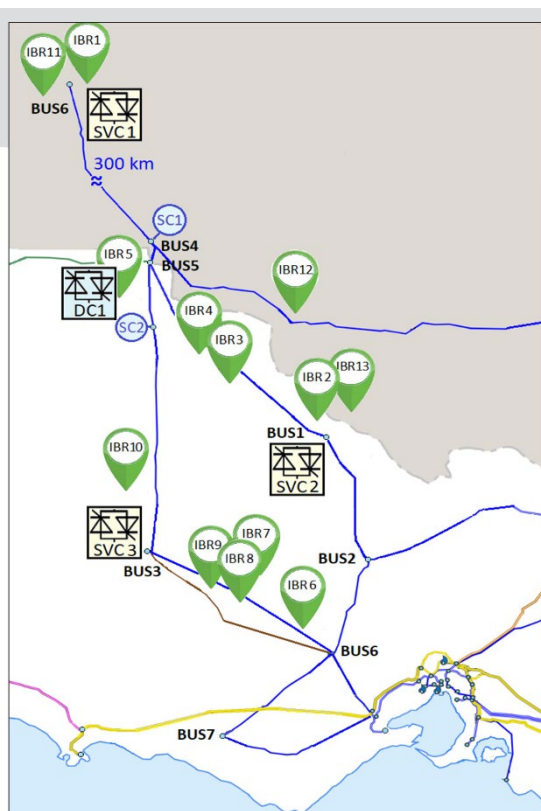 IBR11
IBR1
BUS6
SVC 1
300 km
SC1
BUS4
IBR5
BUS5
IBR12
DC1
IBR4
SC2
IBR3
IBR2
IBR13
BUS1
IBR10
SVC 2
SVC 3
BUS3
IBR9
IBR7
IBR8
BUS2
IBR6
BUS6
BUS7